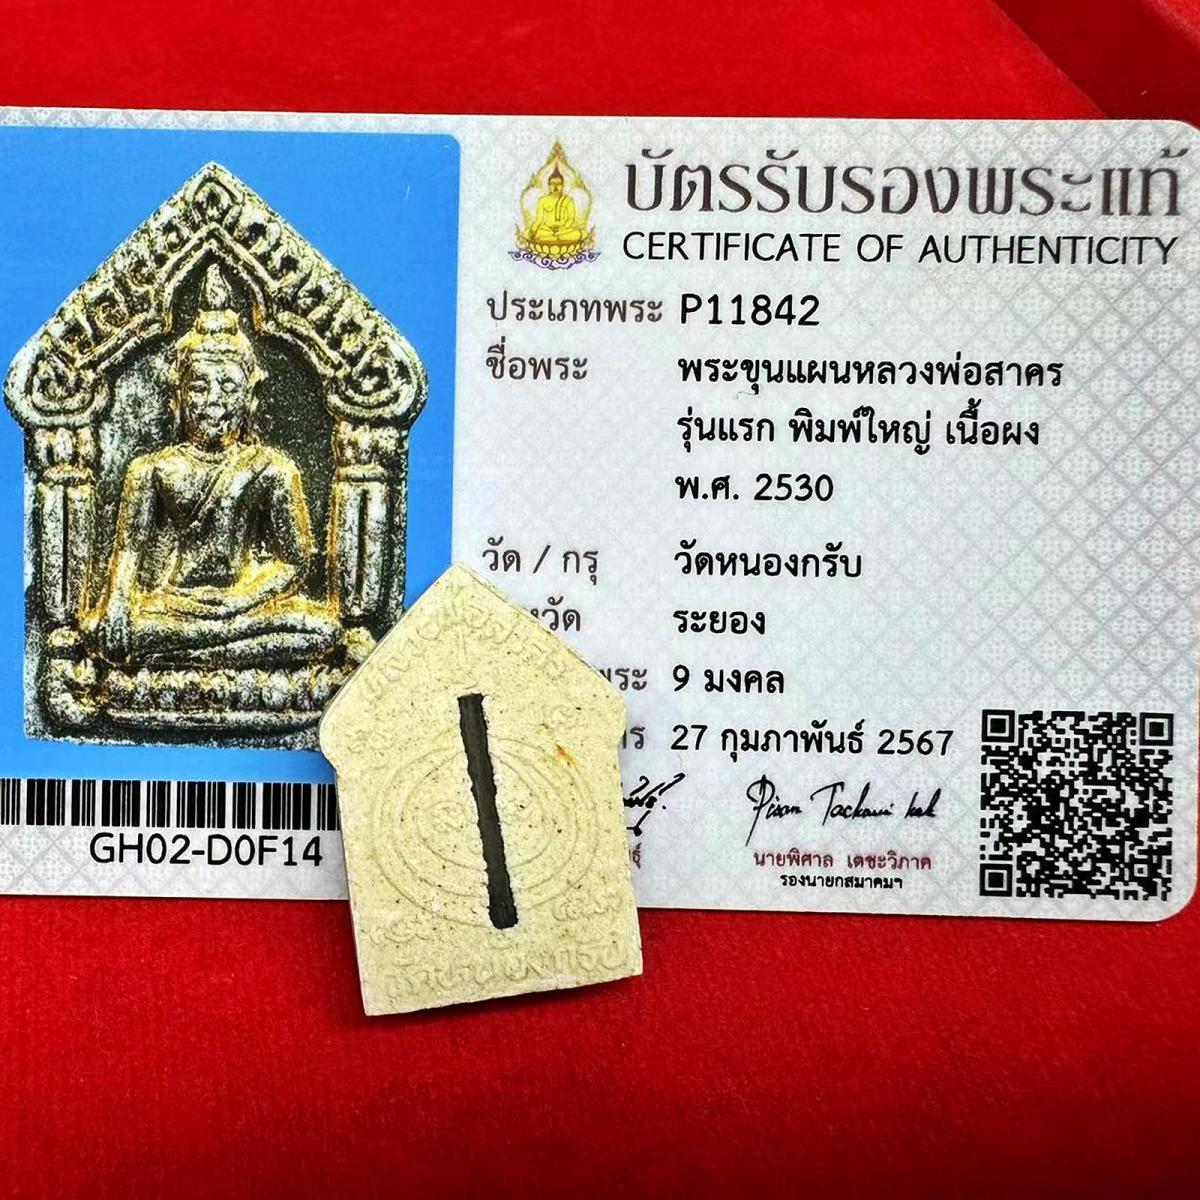 บัตรรับรองพระแท้
CERTIFICATE OF AUTHENTICITY
ประเภทพระ P11842
ชื่อพระ พระขุนแผนหลวงพ่อสาคร
รุ่นแรก พิมพ์ใหญ่ เนื้อผง
พ.ศ. 2530
วัด / กรุ วัดหนองกรับ
ระยอง
9 มงคล
27 กุมภาพันธ์ 2567
GH02-D0F14
นายพิศาล เตชะวิภาค
รองนายกสมาคมฯ